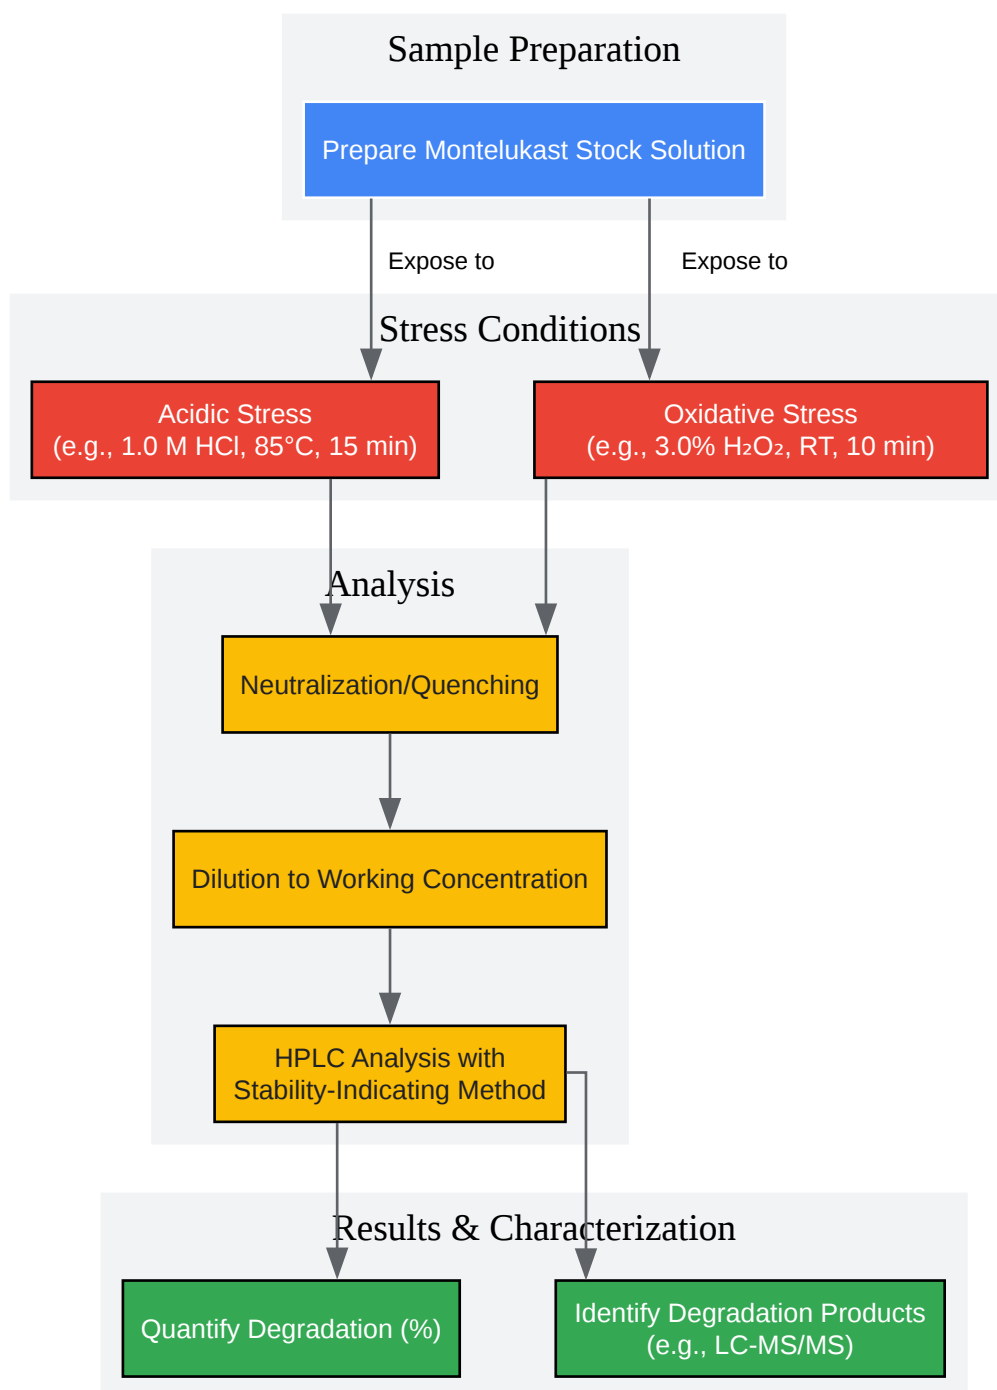 Sample Preparation
Prepare Montelukast Stock Solution
Expose to
Expose to
Stress Conditions
Acidic Stress
(e.g., 1.0 M HCl, 85°C, 15 min)
Oxidative Stress
(e.g., 3.0% H₂O₂, RT, 10 min)
Analysis
Neutralization/Quenching
Dilution to Working Concentration
HPLC Analysis with
Stability-Indicating Method
Results & Characterization
Quantify Degradation (%)
Identify Degradation Products
(e.g., LC-MS/MS)